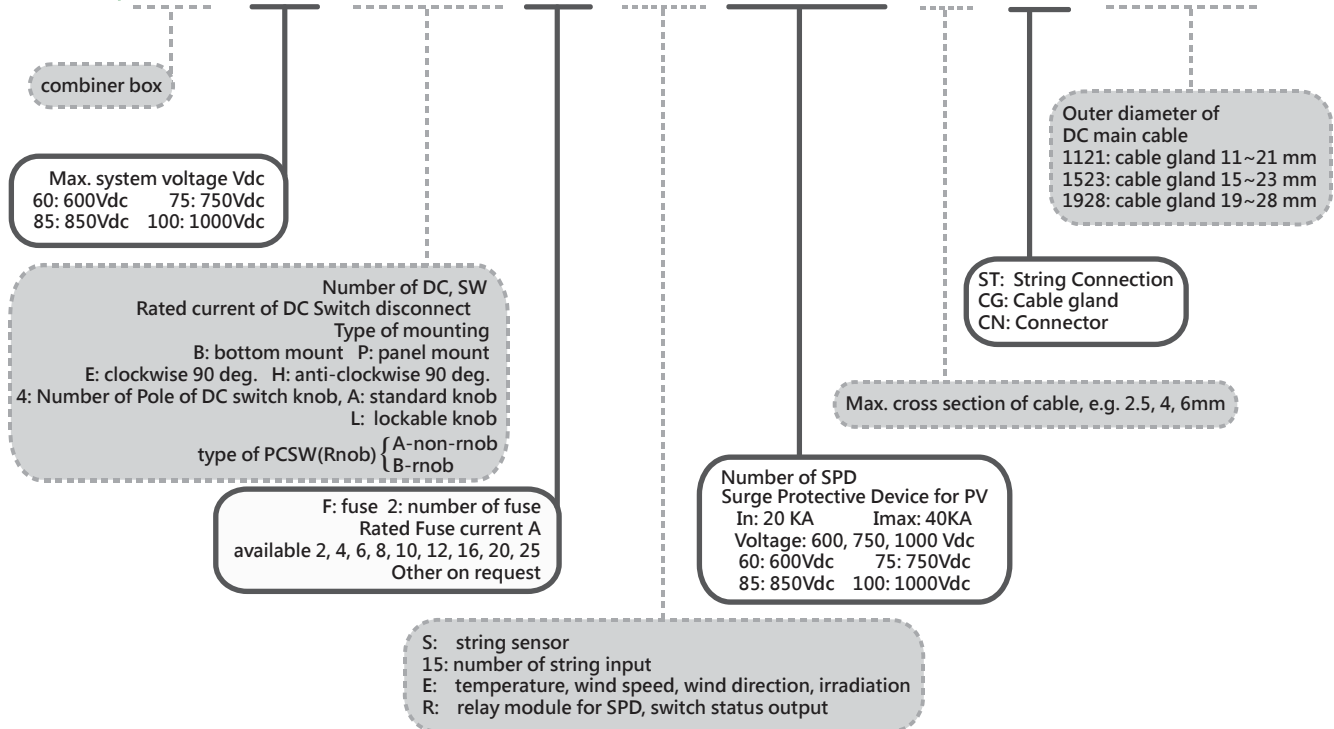 combiner box
Max. system voltage Vdc
60: 600Vdc 75: 750Vdc
85: 850Vdc 100: 1000Vdc
Number of DC, SW
Rated current of DC Switch disconnect
Type of mounting
B: bottom mount P: panel mount
E: clockwise 90 deg. H: anti-clockwise 90 deg.
4: Number of Pole of DC switch knob, A: standard knob
L: lockable knob
type of PCSW(Rnob) { A-non-rnob
B-rnob
F: fuse 2: number of fuse
Rated Fuse current A
available 2, 4, 6, 8, 10, 12, 16, 20, 25
Other on request
S: string sensor
15: number of string input
E: temperature, wind speed, wind direction, irradiation
R: relay module for SPD, switch status output
Number of SPD
Surge Protective Device for PV
In: 20 KA Imax: 40KA
Voltage: 600, 750, 1000 Vdc
60: 600Vdc 75: 750Vdc
85: 850Vdc 100: 1000Vdc
Max. cross section of cable, e.g. 2.5, 4, 6mm
ST: String Connection
CG: Cable gland
CN: Connector
Outer diameter of
DC main cable
1121: cable gland 11~21 mm
1523: cable gland 15~23 mm
1928: cable gland 19~28 mm